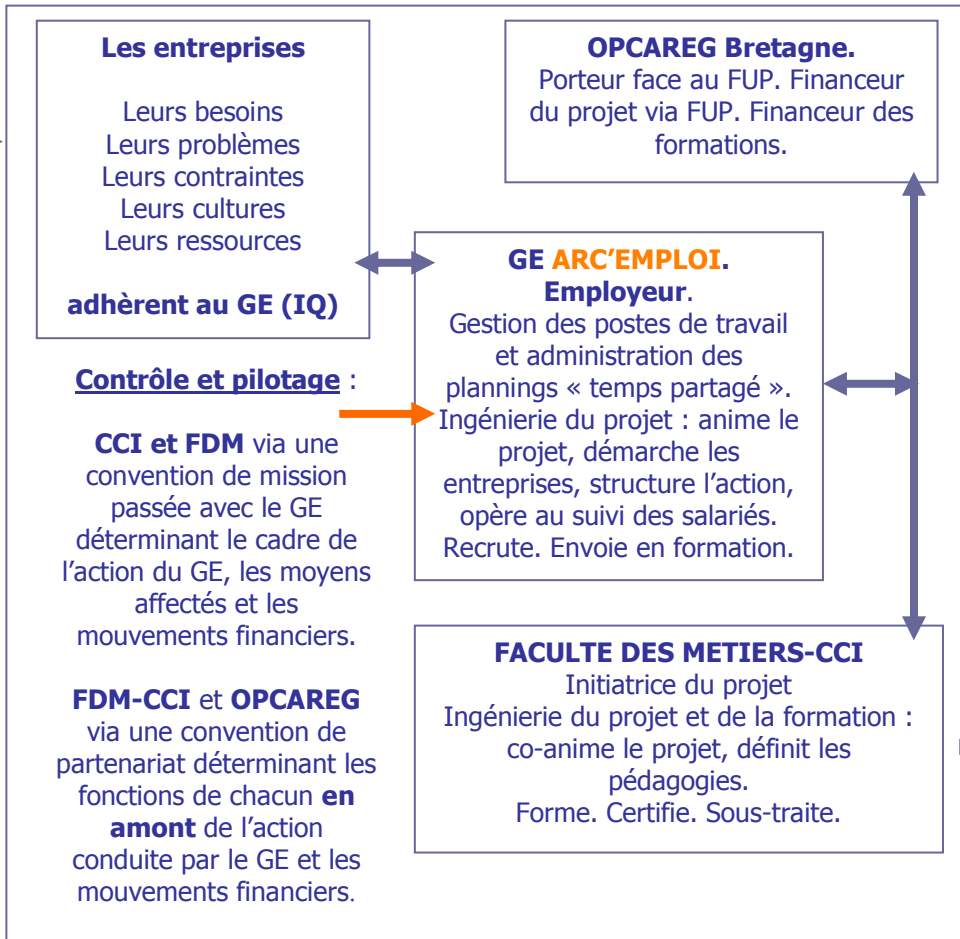 Les entreprises
Leurs besoins
Leurs problèmes
Leurs contraintes
Leurs cultures
Leurs ressources
adhèrent au GE (IQ)
OPCAREG Bretagne.
Porteur face au FUP. Financeur
du projet via FUP. Financeur des
formations.
GE ARC’EMPLOI.
Employeur.
Gestion des postes de travail
et administration des
plannings « temps partagé ».
Ingénierie du projet : anime le
projet, démarche les
entreprises, structure l’action,
opère au suivi des salariés.
Recrute. Envoie en formation.
Contrôle et pilotage :
CCI et FDM via une
convention de mission
passée avec le GE
déterminant le cadre de
l’action du GE, les moyens
affectés et les
mouvements financiers.
FDM-CCI et OPCAREG
via une convention de
partenariat déterminant les
fonctions de chacun en
amont de l’action
conduite par le GE et les
mouvements financiers.
FACULTE DES METIERS-CCI
Initiatrice du projet
Ingénierie du projet et de la formation :
co-anime le projet, définit les
pédagogies.
Forme. Certifie. Sous-traite.